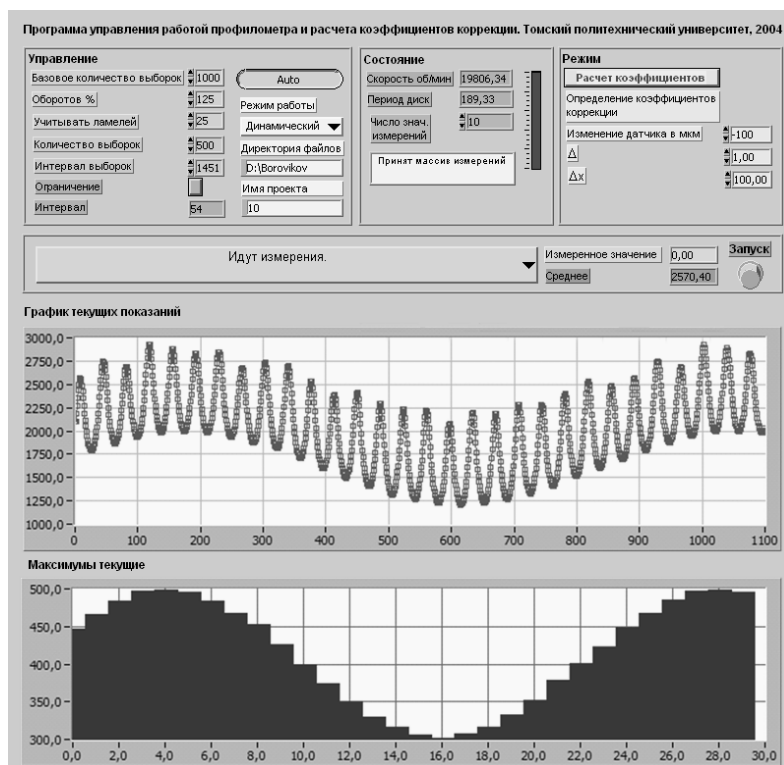 Программа управления работой профилометра и расчета коэффициентов коррекции. Томский политехнический университет, 2004
Управление
Базовое количество выборок 1000
Оборотов % 125
Учитывать ламелей 25
Количество выборок 500
Интервал выборок 1451
Ограничение
Интервал 54
Auto
Режим работы
Динамический
Директория файлов
D:\Borovikov
Имя проекта
10
Состояние
Скорость об/мин 19806,34
Период диск 189,33
Число знач. измерений 10
Принят массив измерений
Режим
Расчет коэффициентов
Определение коэффициентов
коррекции
Изменение датчика в мкм -100
Δ 1,00
Δx 100,00
Идут измерения.
Измеренное значение 0,00
Среднее 2570,40
Запуск
График текущих показаний
3000,0
2750,0
2500,0
2250,0
2000,0
1750,0
1500,0
1250,0
1000,0
0 100 200 300 400 500 600 700 800 900 1000 1100
Максимумы текущие
500,0
450,0
400,0
350,0
300,0
0,0 2,0 4,0 6,0 8,0 10,0 12,0 14,0 16,0 18,0 20,0 22,0 24,0 26,0 28,0 30,0